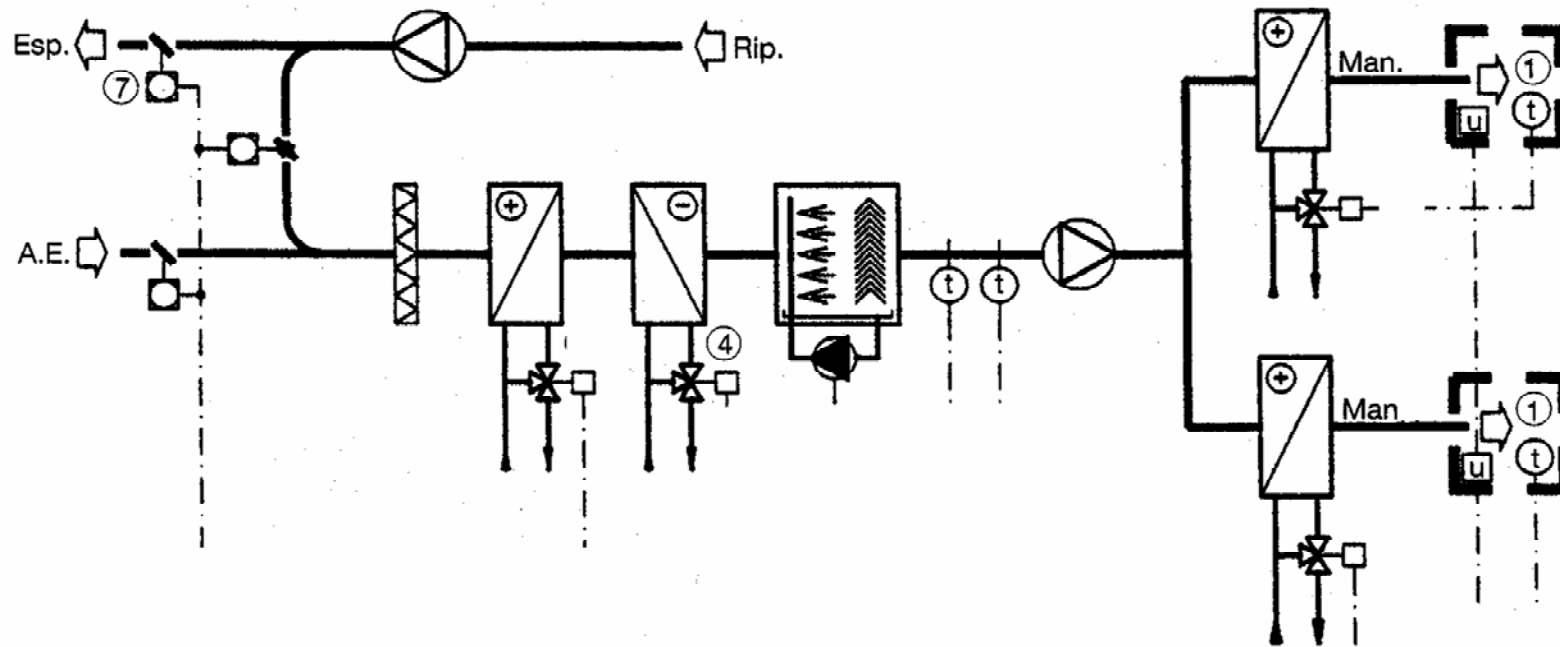 Esp.
Rip.
7
A.E.
+
−
4
t
t
+
Man.
1
t
u
+
Man
1
t
u